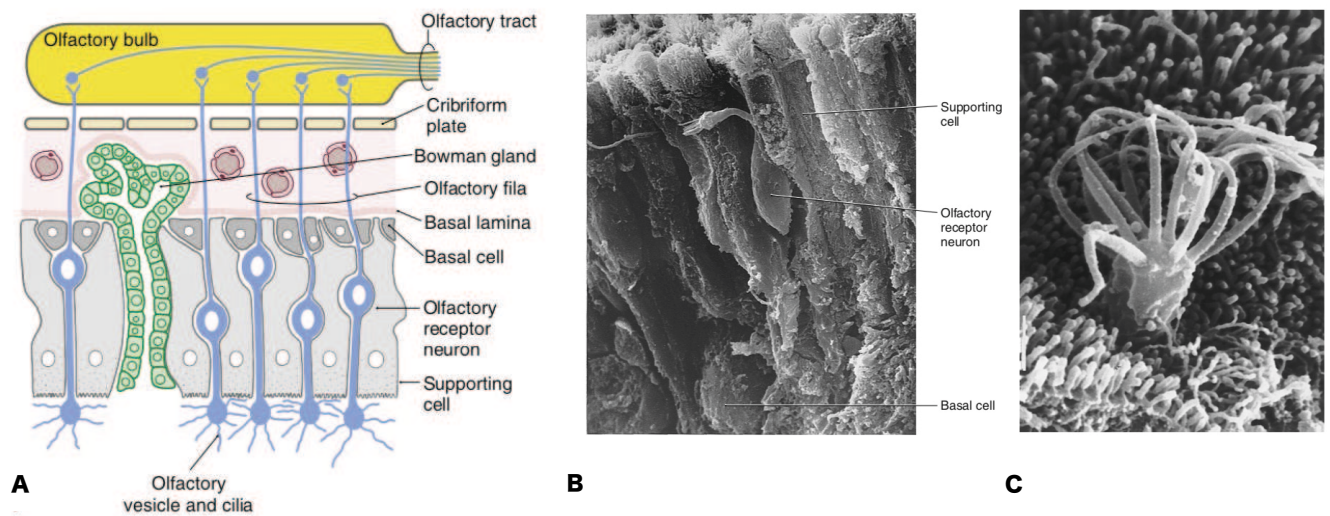 Olfactory bulb
Olfactory tract
Cribriform
plate
Bowman gland
Olfactory fila
Basal lamina
Basal cell
Olfactory
receptor
neuron
Supporting
cell
Olfactory
vesicle and cilia
A
Supporting
cell
Olfactory
receptor
neuron
Basal cell
B
C